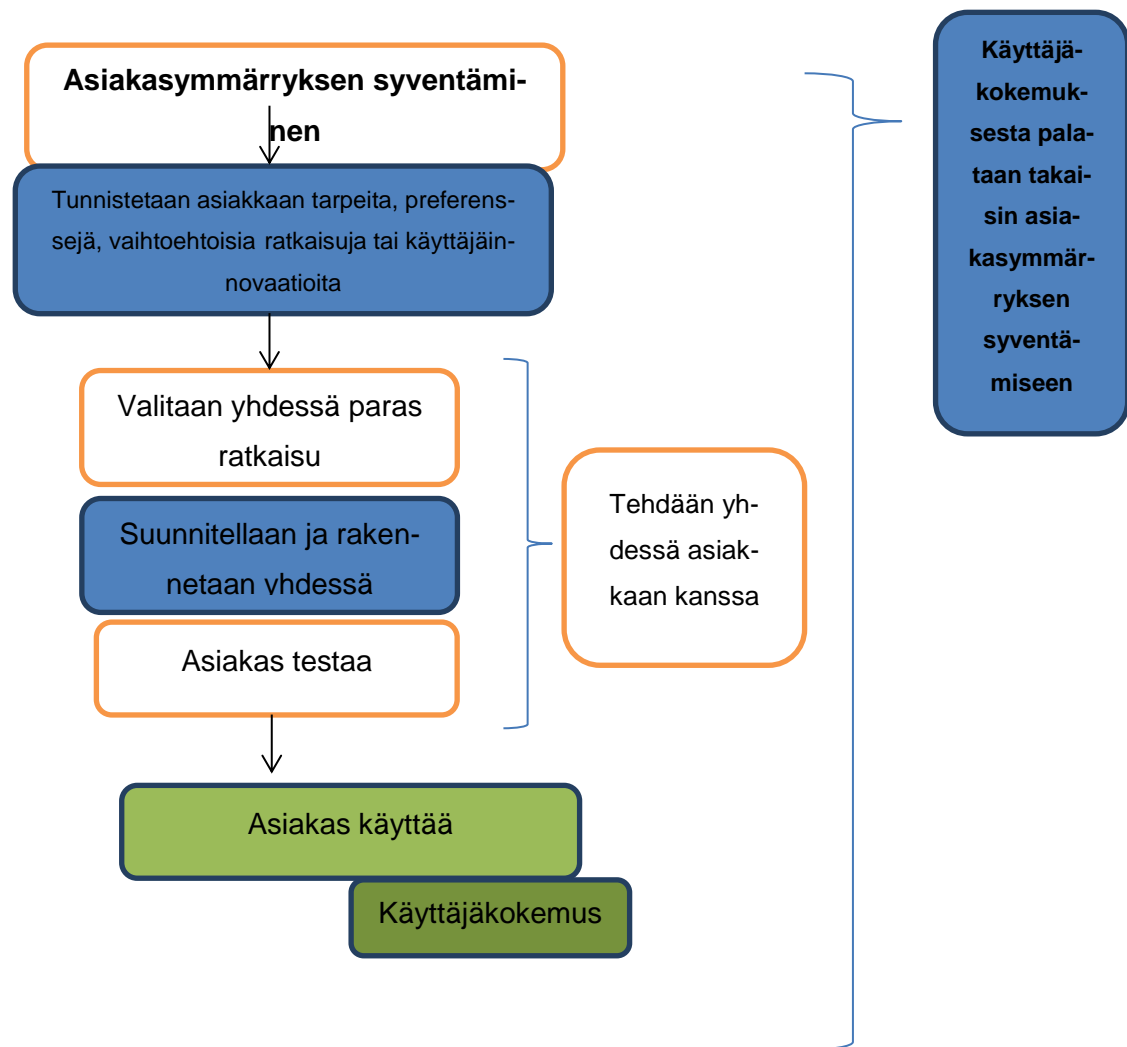 Asiakasymmärryksen syventämi-
nen
Tunnistetaan asiakkaan tarpeita, preferens-
sejä, vaihtoehtoisia ratkaisuja tai käyttäjäin-
novaatioita
Valitaan yhdessä paras
ratkaisu
Suunnitellaan ja raken-
netaan yhdessä
Asiakas testaa
Tehdään yh-
dessä asiak-
kaan kanssa
Asiakas käyttää
Käyttäjäkokemus
Käyttäjä-
kokemuk-
sesta pala-
taan takai-
sin asia-
kasymmär-
ryksen
syventä-
miseen